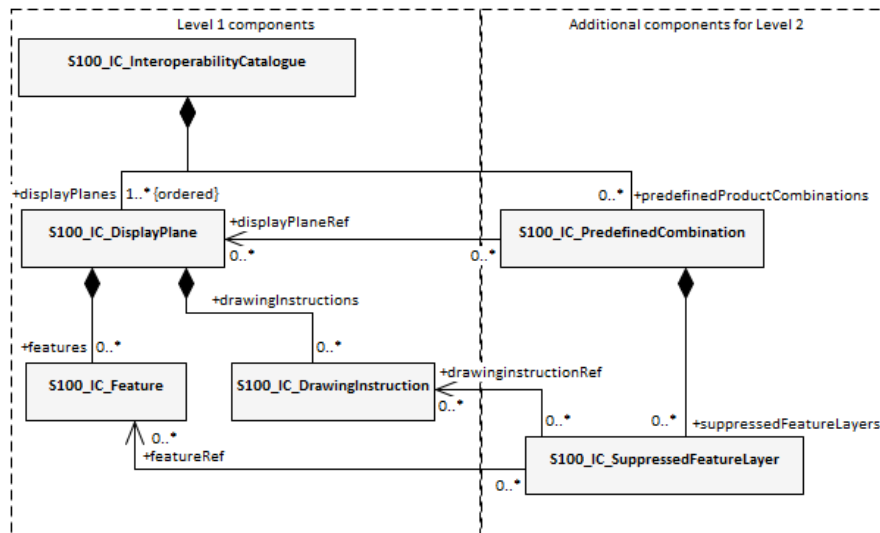 Level 1 components
Additional components for Level 2
S100_IC_InteroperabilityCatalogue
+displayPlanes 1..* {ordered}
0..* +predefinedProductCombinations
+displayPlaneRef
S100_IC_DisplayPlane
S100_IC_PredefinedCombination
0..*
0..*
+drawingInstructions
+features 0..*
0..*
+drawinginstructionRef
S100_IC_Feature
S100_IC_DrawingInstruction
0..*
0..*
0..*
+suppressedFeatureLayers
0..*
+featureRef
S100_IC_SuppressedFeatureLayer
0..*